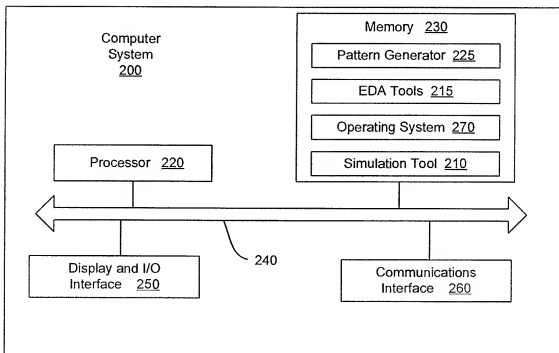 Computer
System
200
Memory 230
Pattern Generator 225
EDA Tools 215
Operating System 270
Simulation Tool 210
Processor 220
240
Display and I/O
Interface 250
Communications
Interface 260